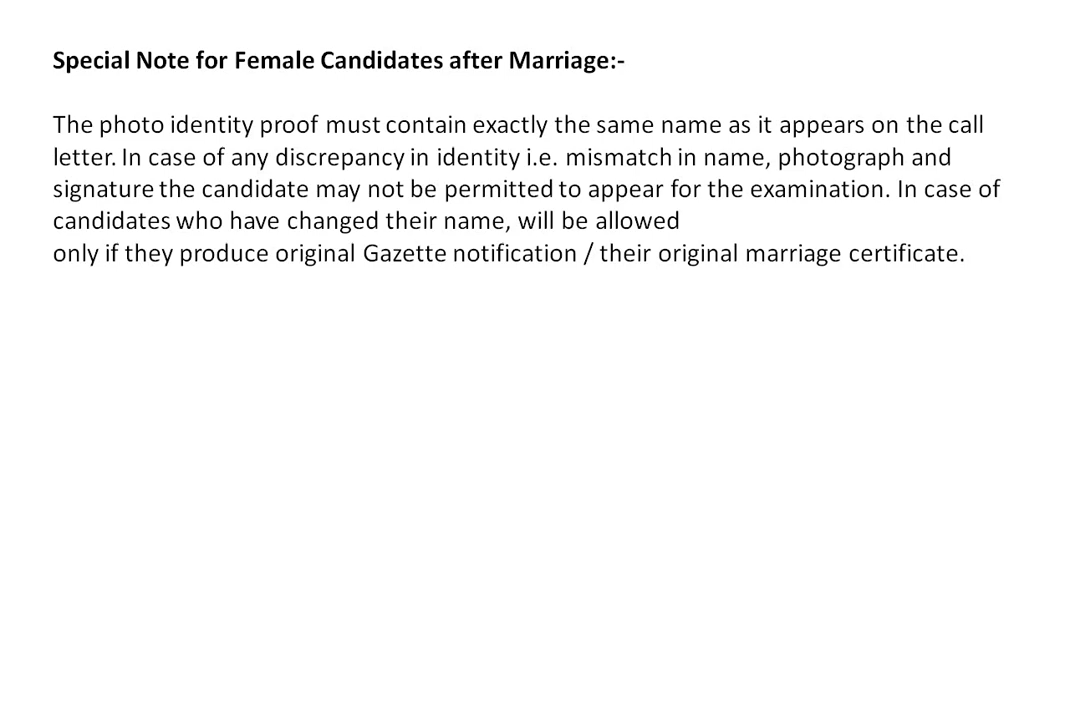 Special Note for Female Candidates after Marriage:-
The photo identity proof must contain exactly the same name as it appears on the call
letter. In case of any discrepancy in identity i.e. mismatch in name, photograph and
signature the candidate may not be permitted to appear for the examination. In case of
candidates who have changed their name, will be allowed
only if they produce original Gazette notification / their original marriage certificate.